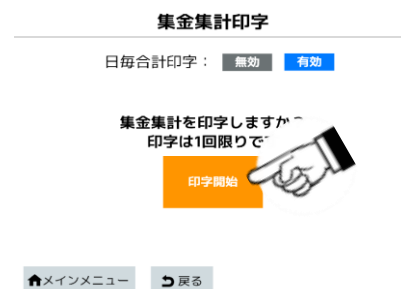 集金集計印字
日毎合計印字： 無効 有効
集金集計を印字しますか
印字は1回限りで
印字開始
メインメニュー 戻る